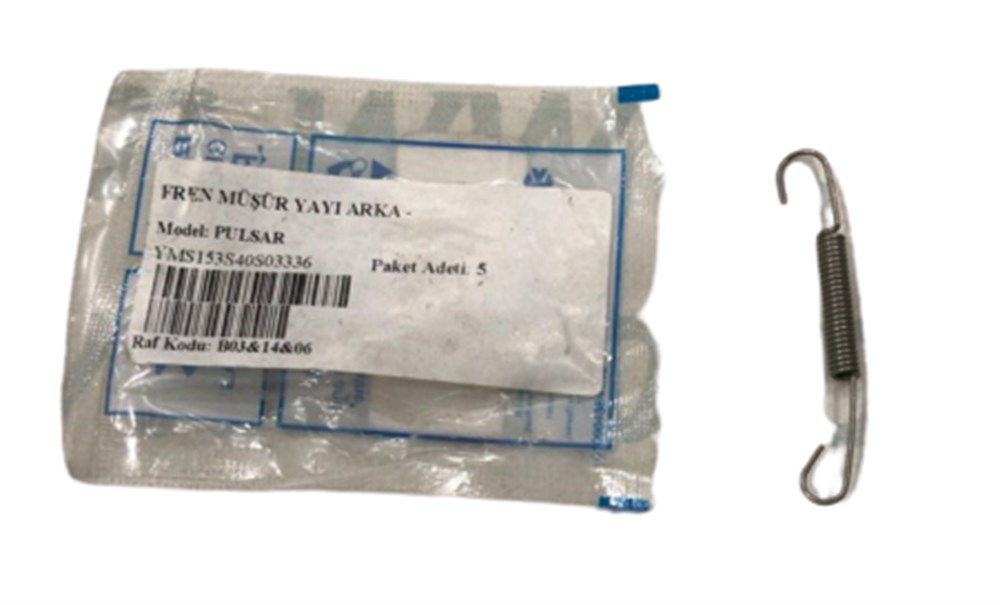 FREN MÜŞÜR YAYI ARKA -
Model: PULSAR
YMS153S40S03336 Paket Adeti: 5
Raf Kodu: B03&14&06